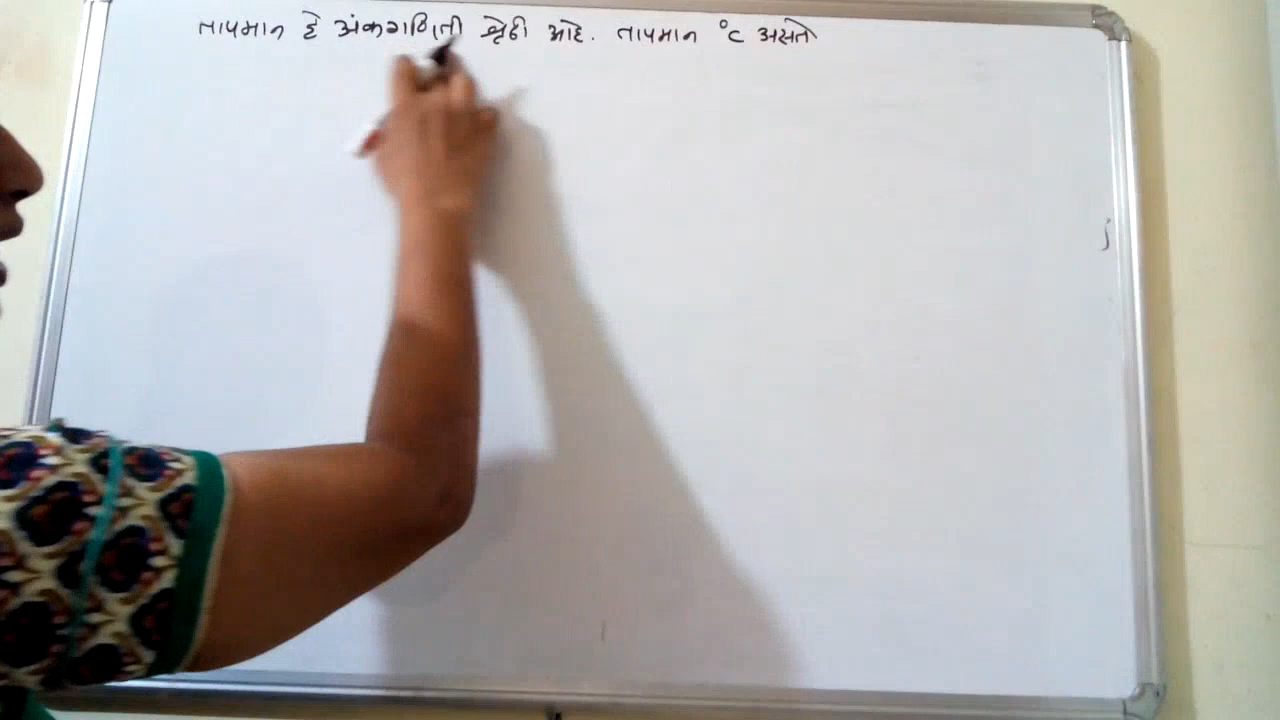 तापमान हे अंकगणिती श्रेढी आहे. तापमान °C असते